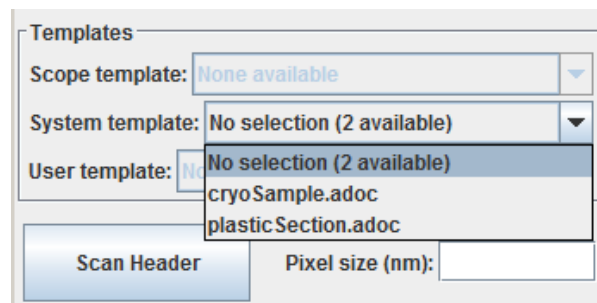 Templates
Scope template: None available
System template: No selection (2 available)
No selection (2 available)
cryoSample.adoc
plasticSection.adoc
User template: No
Scan Header
Pixel size (nm):